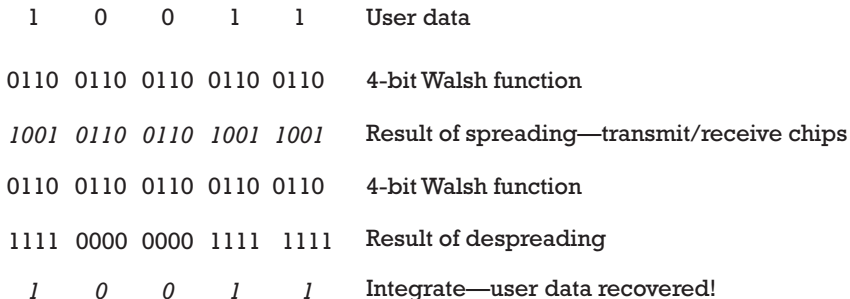 1 0 0 1 1 User data
0110 0110 0110 0110 0110 4-bit Walsh function
1001 0110 0110 1001 1001 Result of spreading—transmit/receive chips
0110 0110 0110 0110 0110 4-bit Walsh function
1111 0000 0000 1111 1111 Result of despreading
1 0 0 1 1 Integrate—user data recovered!